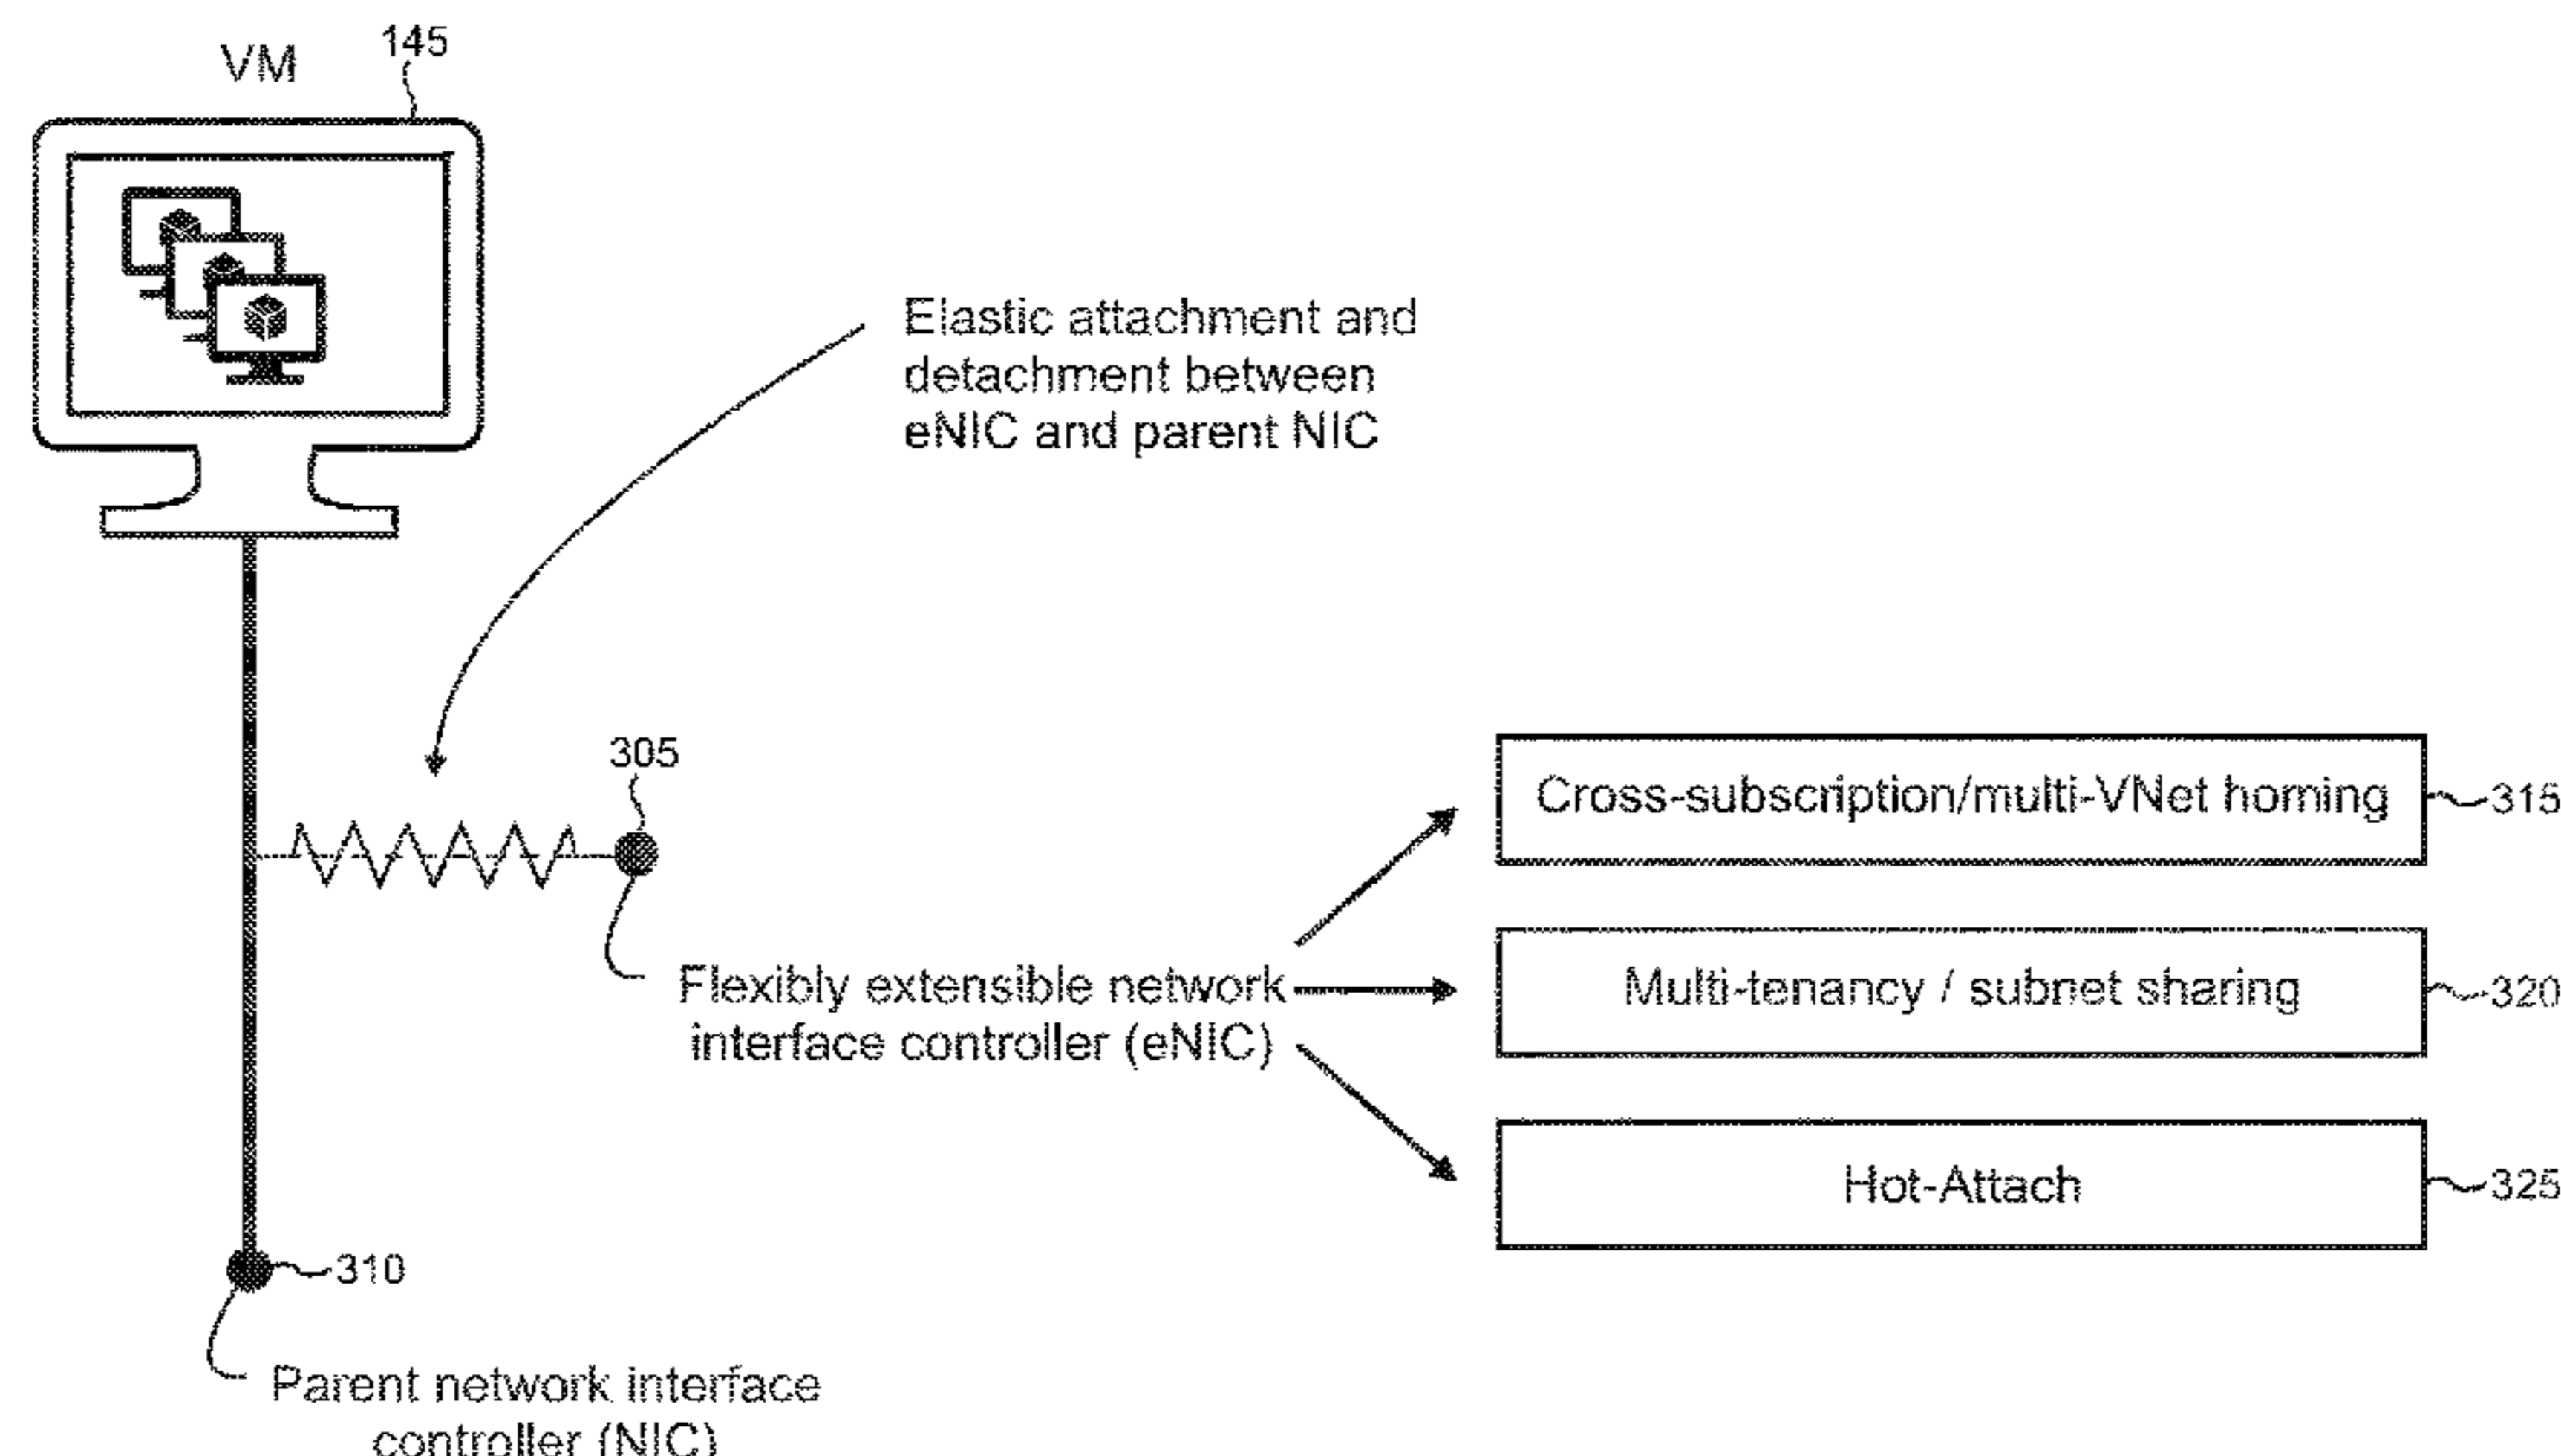 VM
145
Elastic attachment and
detachment between
eNIC and parent NIC
305
Cross-subscription/multi-VNet homing
315
Flexibly extensible network
interface controller (eNIC)
Multi-tenancy / subnet sharing
320
Hot-Attach
325
310
Parent network interface
controller (NIC)